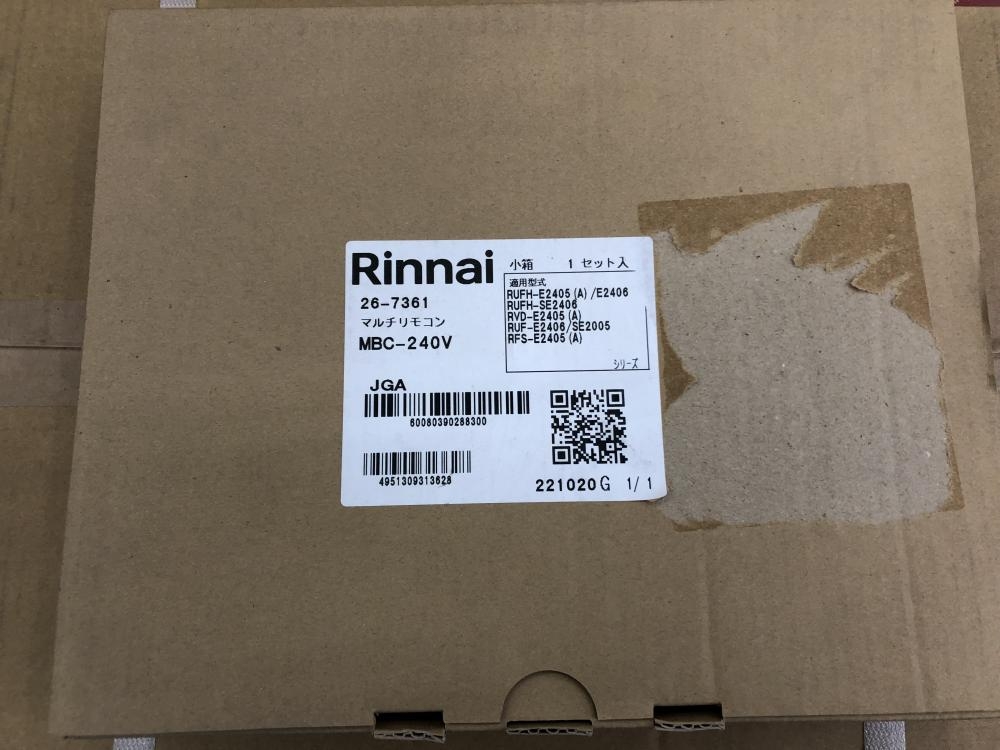 Rinnai
小箱 1 セット入
26-7361
マルチリモコン
MBC-240V
適用型式
RUFH-E2405(A)/E2406
RUFH-SE2406
RVD-E2405(A)
RUF-E2406/SE2005
RFS-E2405(A)
シリーズ
JGA
60080390288300
4951309313628
221020G 1/1